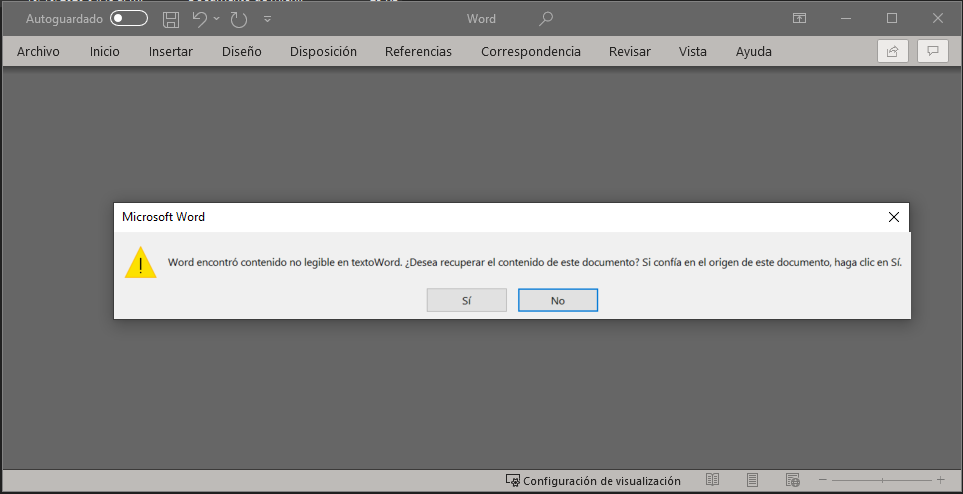 Autoguardado Word
Archivo Inicio Insertar Diseño Disposición Referencias Correspondencia Revisar Vista Ayuda
Microsoft Word
Word encontró contenido no legible en textoWord. ¿Desea recuperar el contenido de este documento? Si confía en el origen de este documento, haga clic en Sí.
Sí No
Configuración de visualización